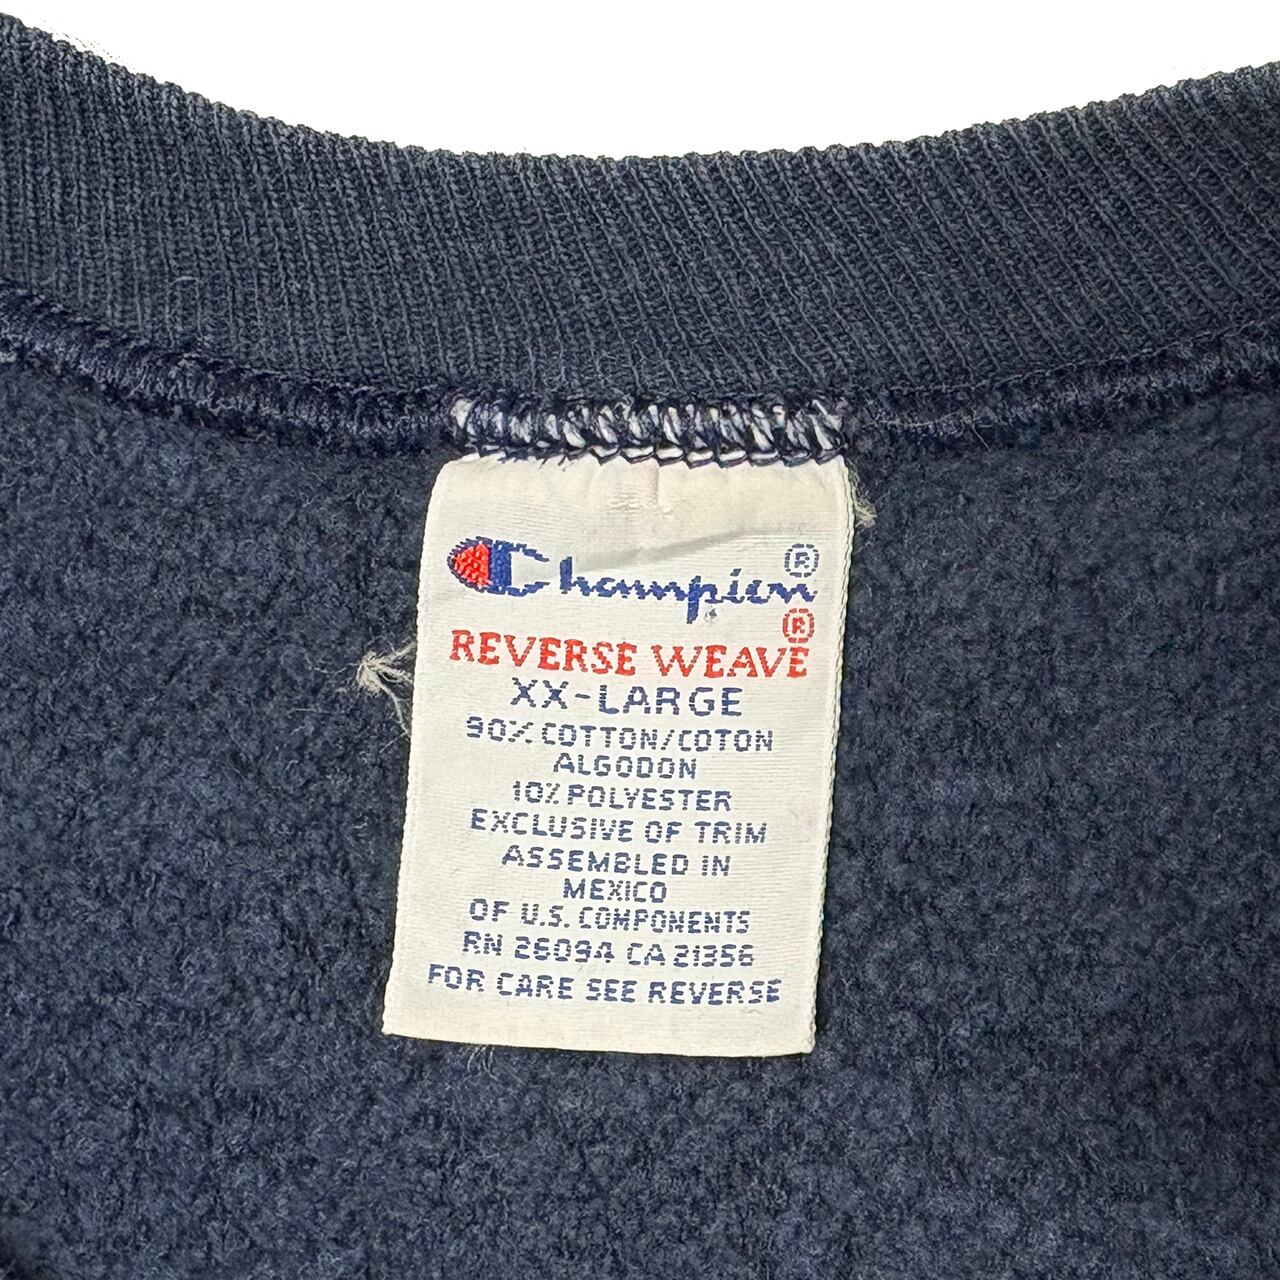 Champion®
REVERSE WEAVE®
XX-LARGE
90% COTTON/COTON
ALGODON
10% POLYESTER
EXCLUSIVE OF TRIM
ASSEMBLED IN
MEXICO
OF U.S. COMPONENTS
RN 26094 CA 21356
FOR CARE SEE REVERSE